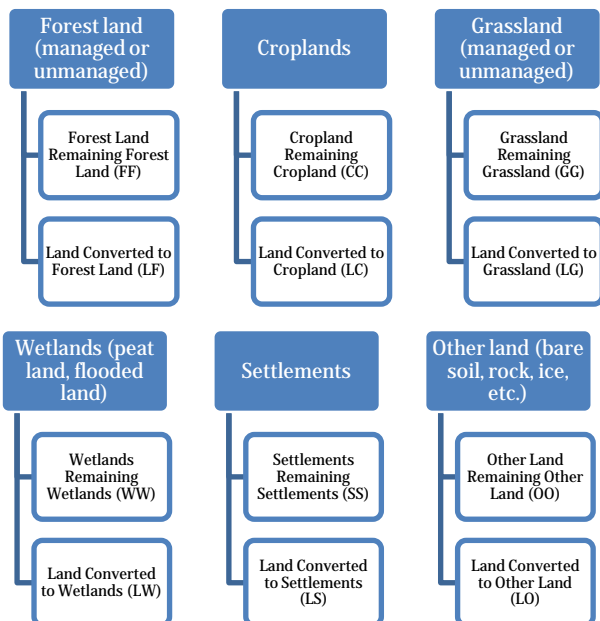 Forest land
(managed or
unmanaged)
Forest Land
Remaining Forest
Land (FF)
Land Converted to
Forest Land (LF)
Croplands
Cropland
Remaining
Cropland (CC)
Land Converted to
Cropland (LC)
Grassland
(managed or
unmanaged)
Grassland
Remaining
Grassland (GG)
Land Converted to
Grassland (LG)
Wetlands (peat
land, flooded
land)
Wetlands
Remaining
Wetlands (WW)
Land Converted
to Wetlands (LW)
Settlements
Settlements
Remaining
Settlements (SS)
Land Converted
to Settlements
(LS)
Other land (bare
soil, rock, ice,
etc.)
Other Land
Remaining Other
Land (OO)
Land Converted
to Other Land
(LO)